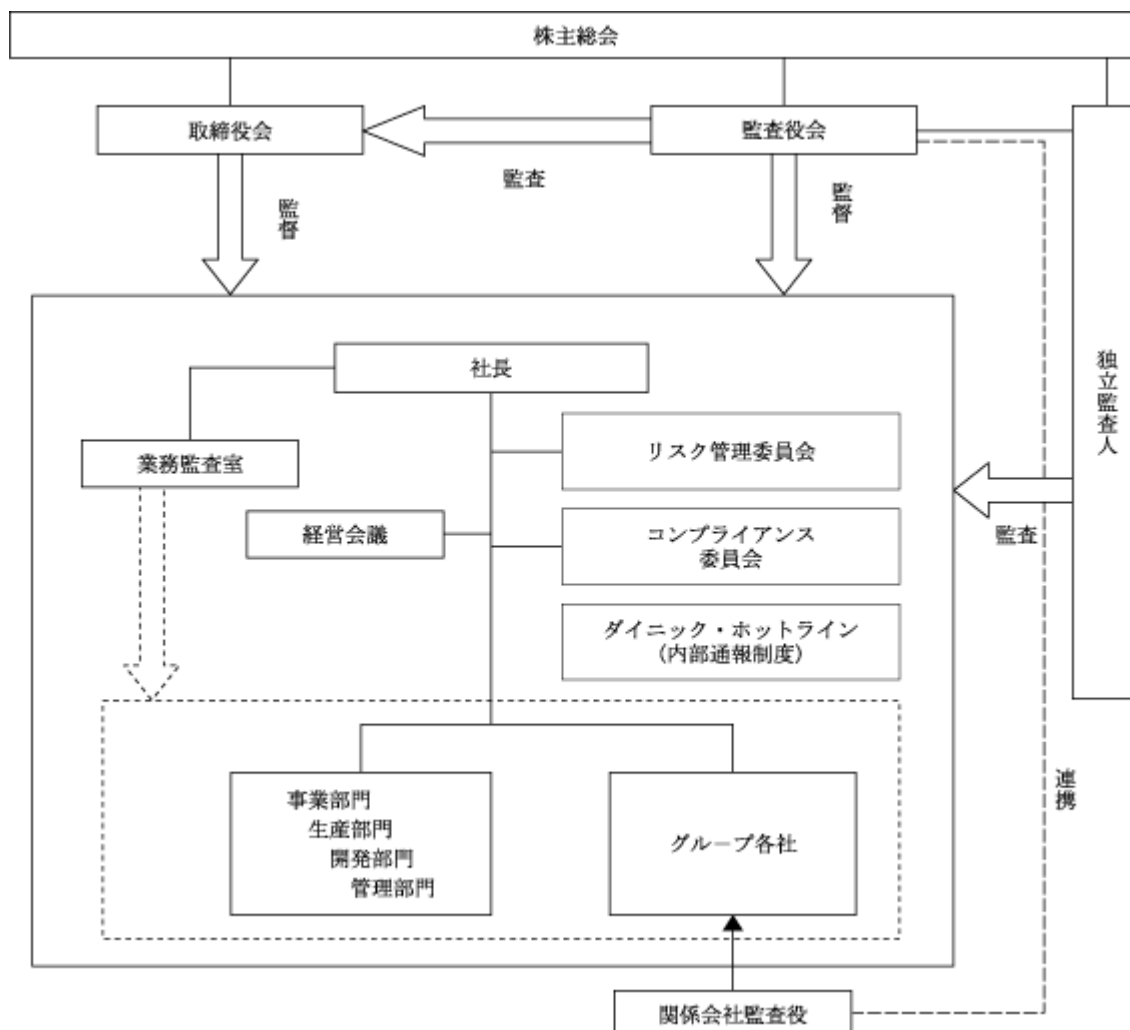 株主総会
取締役会
監査役会
監査
監督
監督
独立監査人
社長
業務監査室
リスク管理委員会
経営会議
コンプライアンス
委員会
監査
ダイニック・ホットライン
(内部通報制度)
連携
事業部門
生産部門
開発部門
管理部門
グループ各社
関係会社監査役